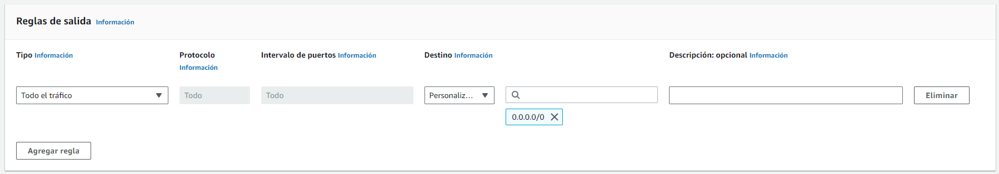 Reglas de salida Información
Tipo Información
Protocolo
Información
Intervalo de puertos Información
Destino Información
Descripción: opcional Información
Todo el tráfico
Todo
Todo
Personaliz...
0.0.0.0/0
Eliminar
Agregar regla